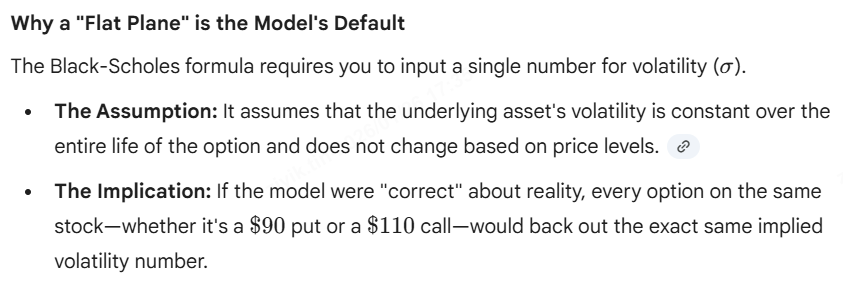 Why a "Flat Plane" is the Model's Default
The Black-Scholes formula requires you to input a single number for volatility (σ).
• The Assumption: It assumes that the underlying asset's volatility is constant over the
entire life of the option and does not change based on price levels.
• The Implication: If the model were "correct" about reality, every option on the same
stock—whether it's a $90 put or a $110 call—would back out the exact same implied
volatility number.